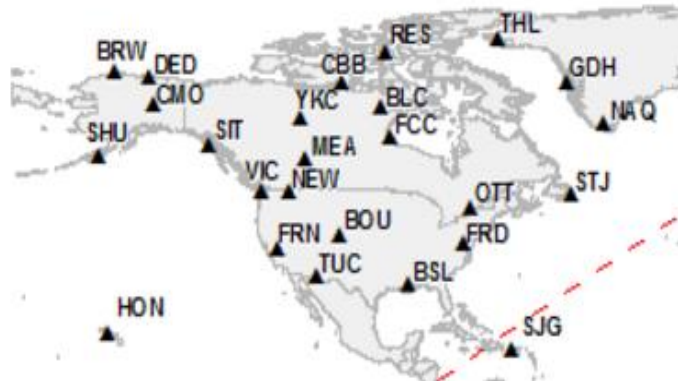 THL
RES
BRW
DED
CBB
GDH
CMO
YKC
BLC
NAQ
FCC
SHU
SIT
MEA
VIC
NEW
STJ
OTT
BOU
FRN
FRD
TUC
BSL
HON
SJG